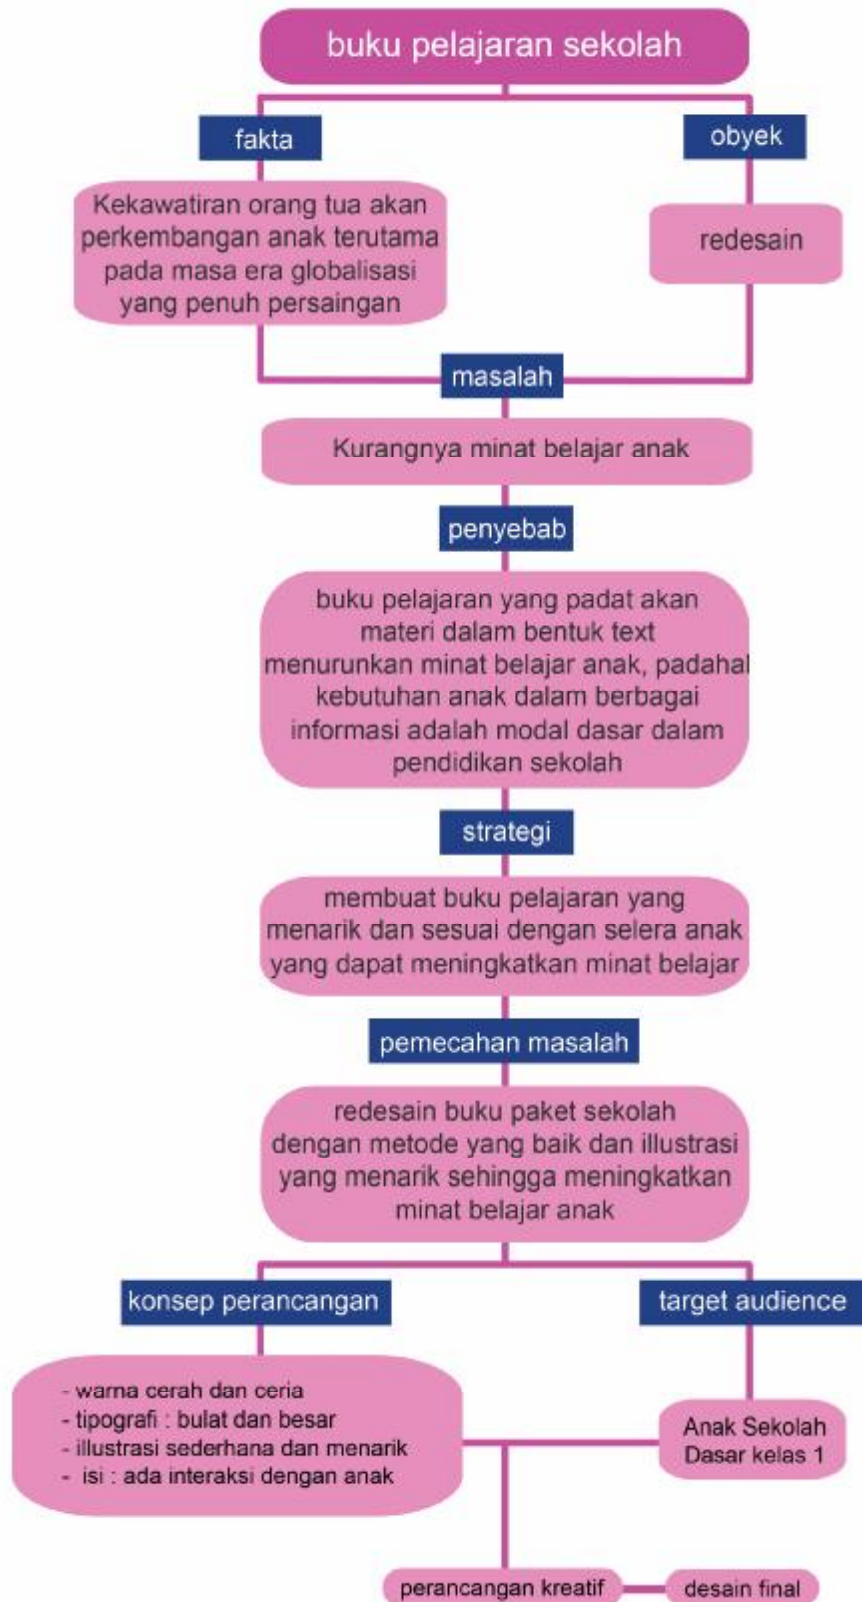 buku pelajaran sekolah
fakta
obyek
Kekawatiran orang tua akan
perkembangan anak terutama
pada masa era globalisasi
yang penuh persaingan
redesain
masalah
Kurangnya minat belajar anak
penyebab
buku pelajaran yang padat akan
materi dalam bentuk text
menurunkan minat belajar anak, padahal
kebutuhan anak dalam berbagai
informasi adalah modal dasar dalam
pendidikan sekolah
strategi
membuat buku pelajaran yang
menarik dan sesuai dengan selera anak
yang dapat meningkatkan minat belajar
pemecahan masalah
redesain buku paket sekolah
dengan metode yang baik dan illustrasi
yang menarik sehingga meningkatkan
minat belajar anak
konsep perancangan
target audience
- warna cerah dan ceria
- tipografi : bulat dan besar
- illustrasi sederhana dan menarik
- isi : ada interaksi dengan anak
Anak Sekolah
Dasar kelas 1
perancangan kreatif
desain final